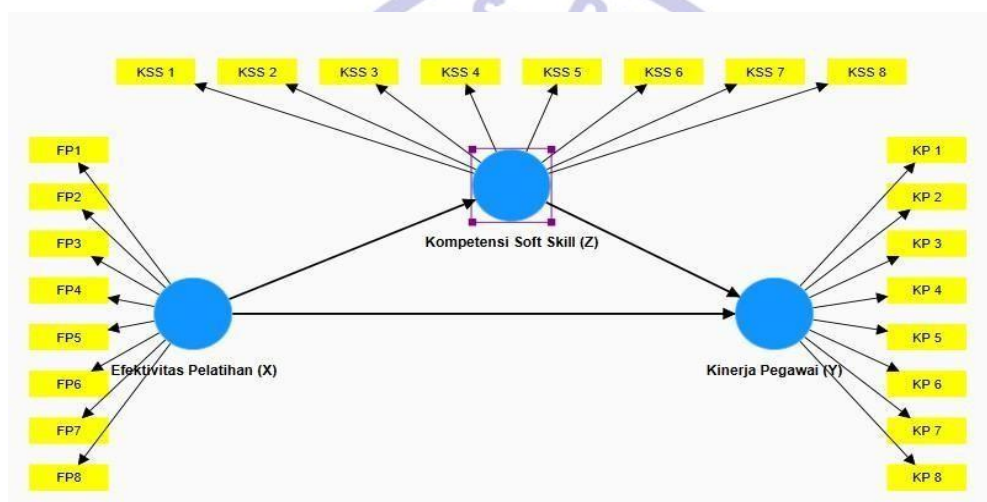 KSS 1 KSS 2 KSS 3 KSS 4 KSS 5 KSS 6 KSS 7 KSS 8
FP1
FP2
FP3
FP4
FP5
FP6
FP7
FP8
Kompetensi Soft Skill (Z)
Efektivitas Pelatihan (X)
Kinerja Pegawai (Y)
KP 1
KP 2
KP 3
KP 4
KP 5
KP 6
KP 7
KP 8